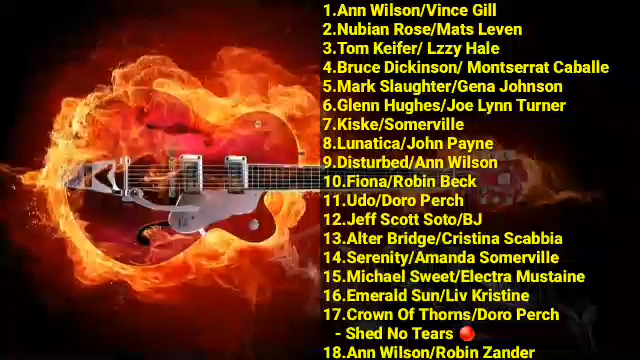 1.Ann Wilson/Vince Gill
2.Nubian Rose/Mats Leven
3.Tom Keifer/ Lzzy Hale
4.Bruce Dickinson/ Montserrat Caballe
5.Mark Slaughter/Gena Johnson
6.Glenn Hughes/Joe Lynn Turner
7.Kiske/Somerville
8.Lunatica/John Payne
9.Disturbed/Ann Wilson
10.Fiona/Robin Beck
11.Udo/Doro Perch
12.Jeff Scott Soto/BJ
13.Alter Bridge/Cristina Scabbia
14.Serenity/Amanda Somerville
15.Michael Sweet/Electra Mustaine
16.Emerald Sun/Liv Kristine
17.Crown Of Thorns/Doro Perch
- Shed No Tears
18.Ann Wilson/Robin Zander